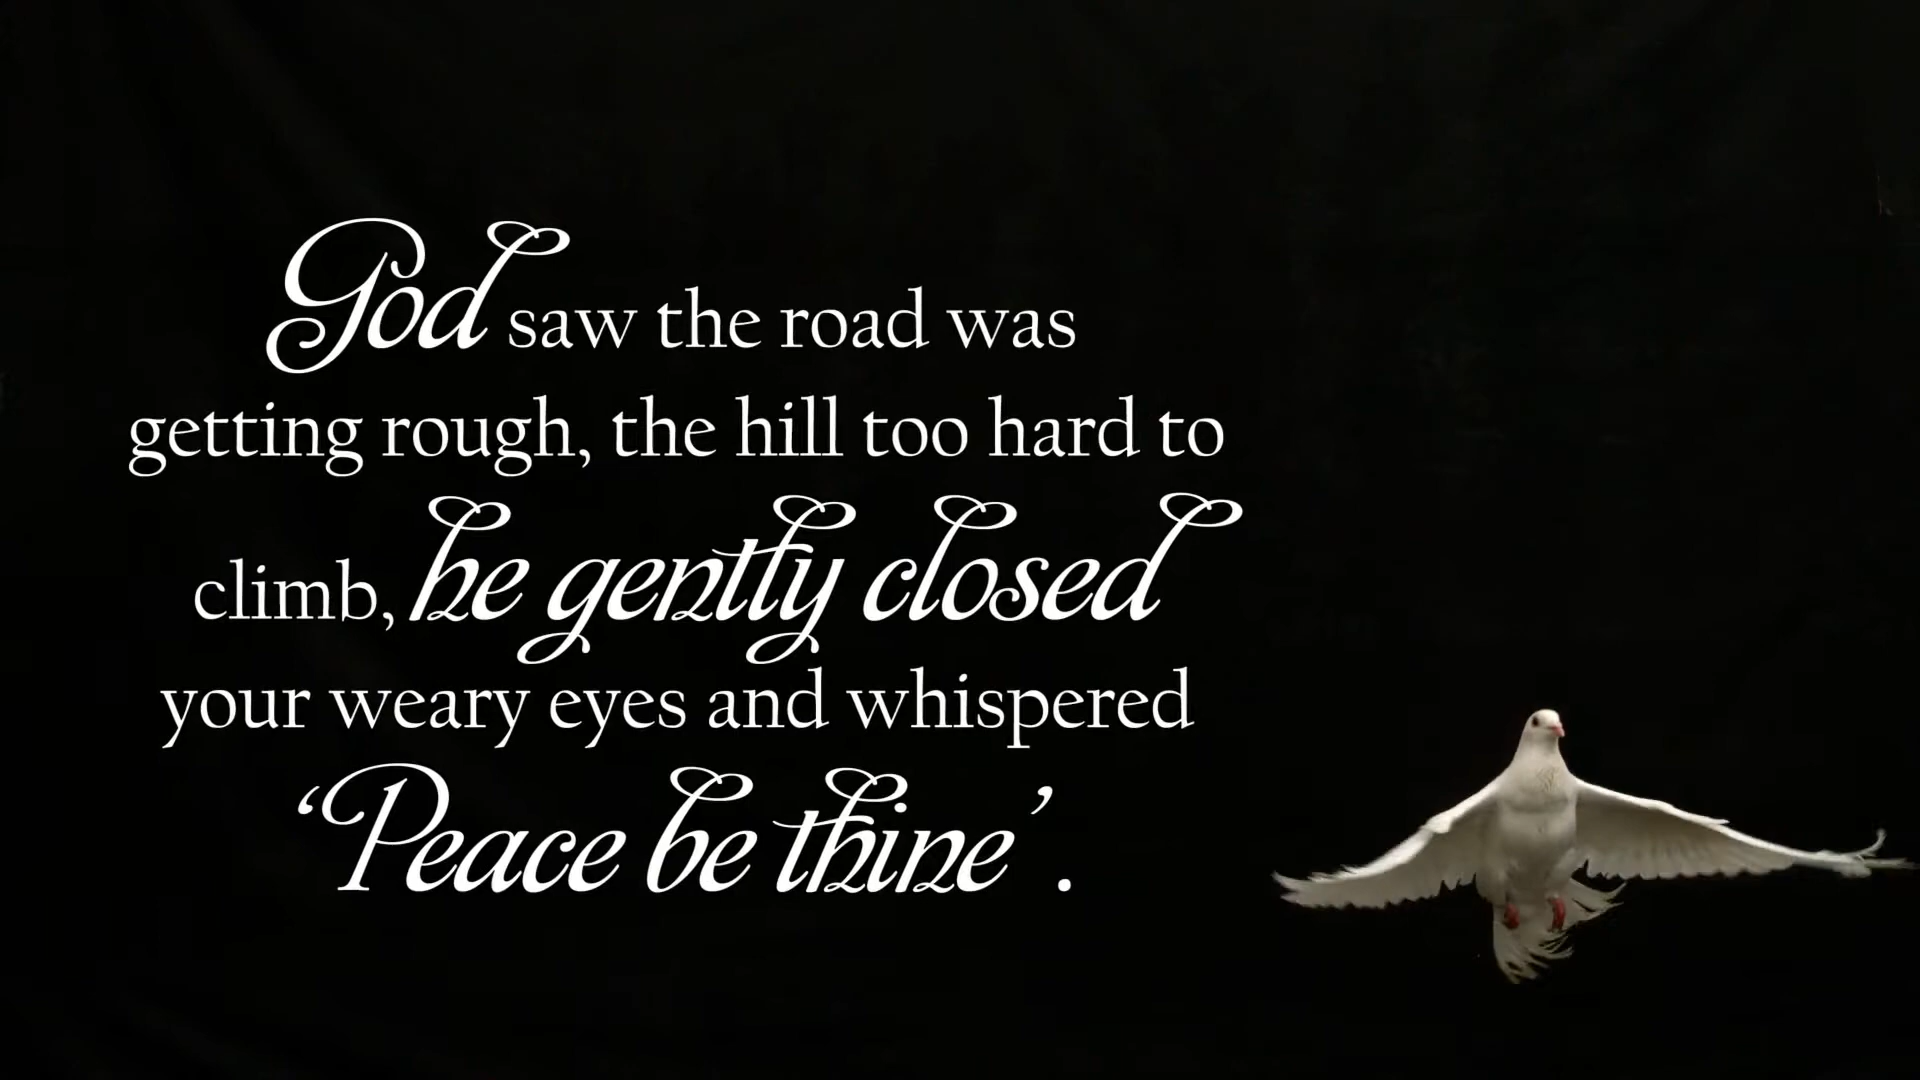 God saw the road was
getting rough, the hill too hard to
climb, he gently closed
your weary eyes and whispered
‘Peace be thine’.